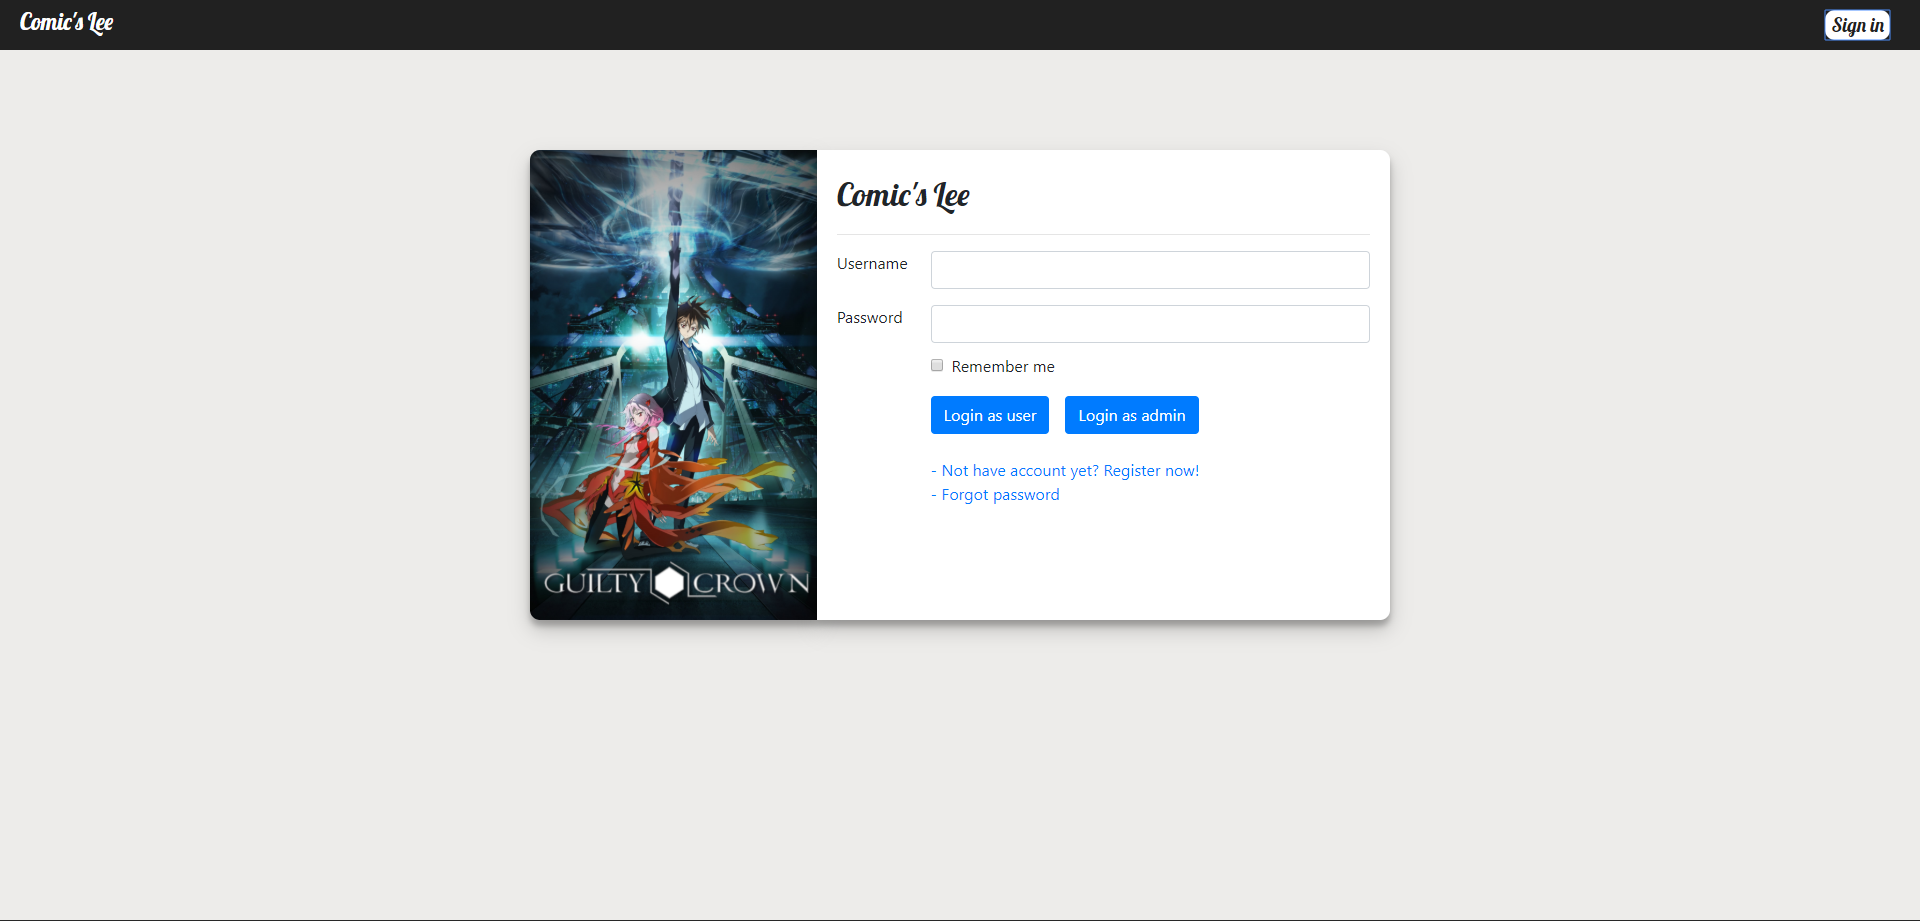 Comic's Lee
Sign in
GUILTY CROWN
Comic's Lee
Username
Password
Remember me
Login as user
Login as admin
- Not have account yet? Register now!
- Forgot password